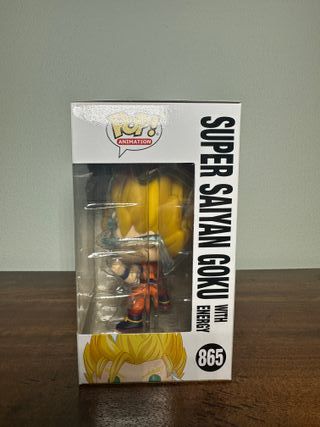 POP!
ANIMATION
SUPER SAIYAN GOKU
WITH
ENERGY
865